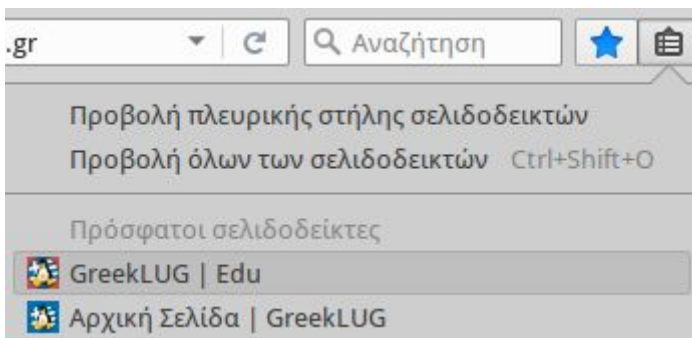 .gr Αναζήτηση
Προβολή πλευρικής στήλης σελιδοδεικτών
Προβολή όλων των σελιδοδεικτών Ctrl+Shift+O
Πρόσφατοι σελιδοδείκτες
GreekLUG | Edu
Αρχική Σελίδα | GreekLUG